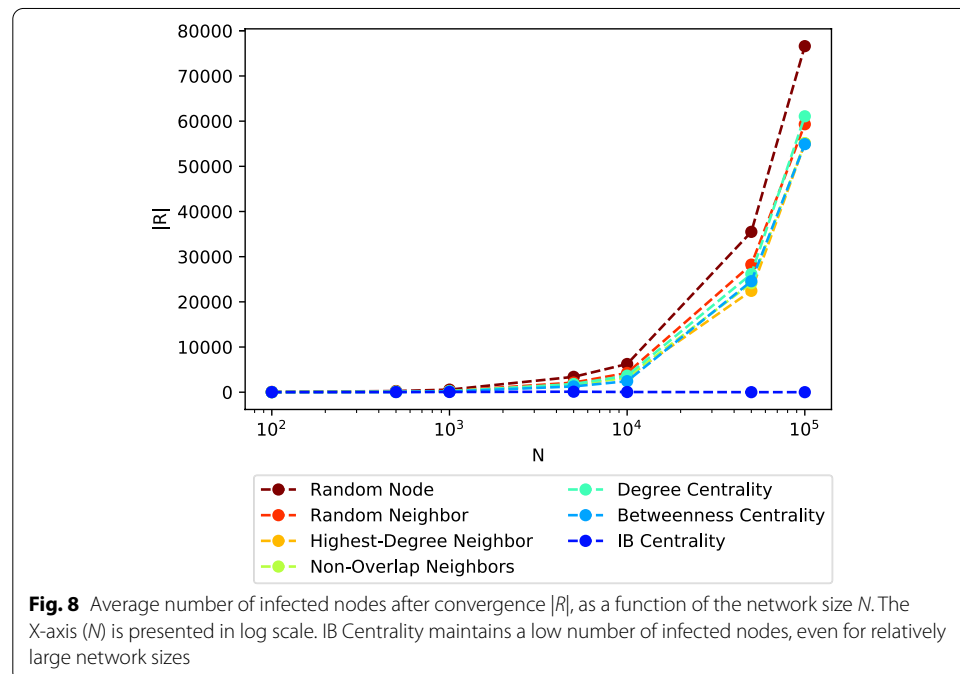 80000
70000
60000
50000
40000
30000
20000
10000
0
|R|
10²
10³
10⁴
10⁵
N
Random Node
Random Neighbor
Highest-Degree Neighbor
Non-Overlap Neighbors
Degree Centrality
Betweenness Centrality
IB Centrality
Fig. 8 Average number of infected nodes after convergence |R|, as a function of the network size N. The
X-axis (N) is presented in log scale. IB Centrality maintains a low number of infected nodes, even for relatively
large network sizes